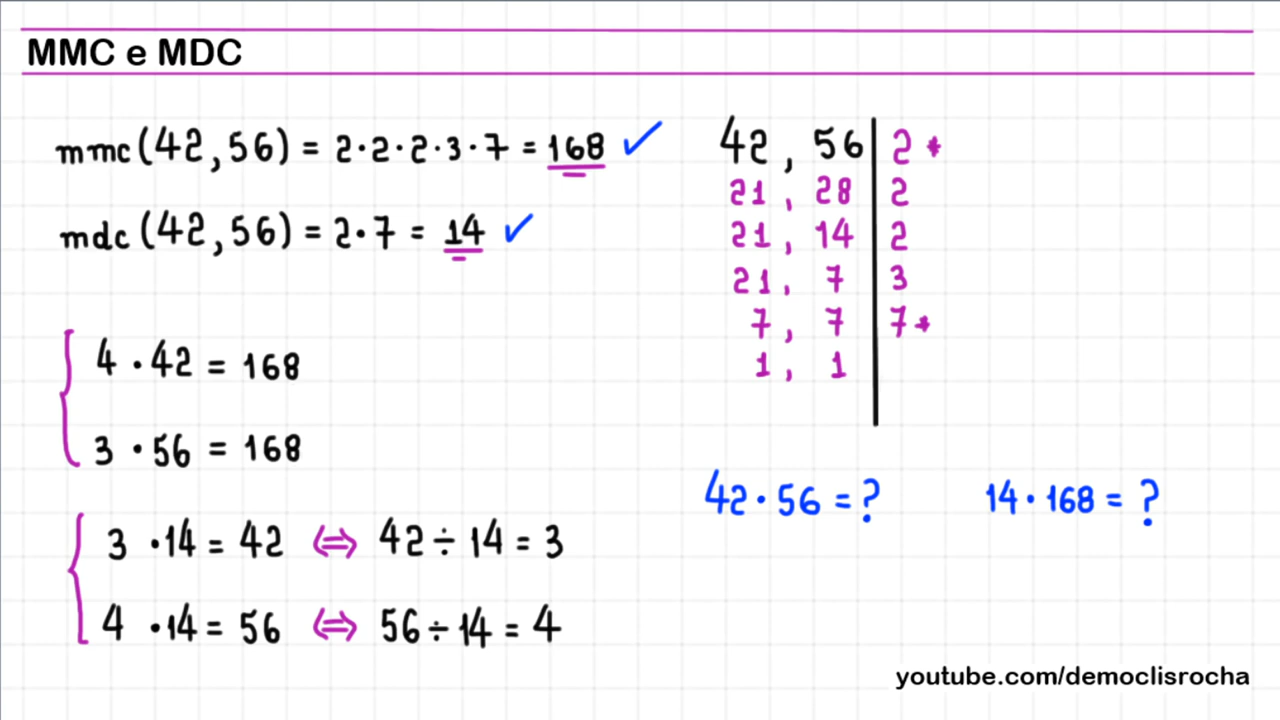 MMC e MDC
mmc(42,56) = 2·2·2·3·7 = 168 ✓
mdc(42,56) = 2·7 = 14 ✓
4 · 42 = 168
3 · 56 = 168
3 · 14 = 42 ⇔ 42 ÷ 14 = 3
4 · 14 = 56 ⇔ 56 ÷ 14 = 4
42 , 56 | 2 *
21 , 28 | 2
21 , 14 | 2
21 , 7 | 3
7 , 7 | 7 *
1 , 1 |
42 · 56 = ?
14 · 168 = ?
youtube.com/democlisrocha